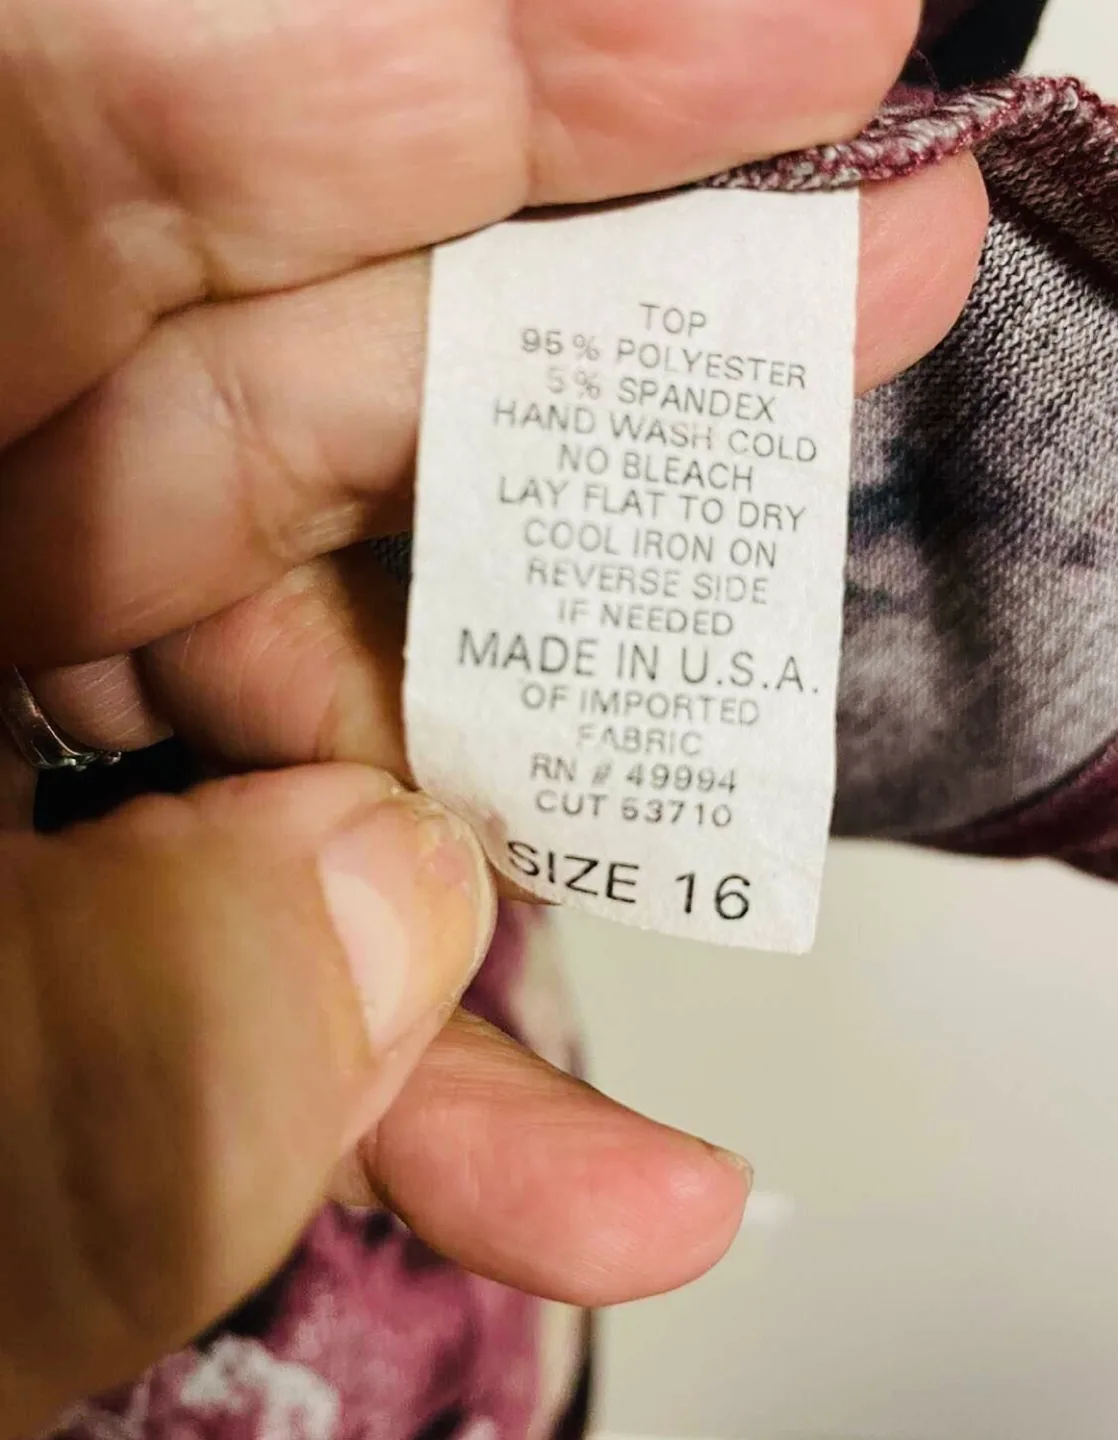 TOP
95% POLYESTER
5% SPANDEX
HAND WASH COLD
NO BLEACH
LAY FLAT TO DRY
COOL IRON ON
REVERSE SIDE
IF NEEDED
MADE IN U.S.A.
OF IMPORTED
FABRIC
RN # 49994
CUT 53710
SIZE 16